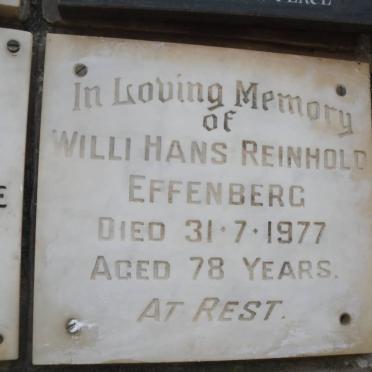 In Loving Memory
of
WILLI HANS REINHOLD
EFFENBERG
DIED 31·7·1977
AGED 78 YEARS.
AT REST.